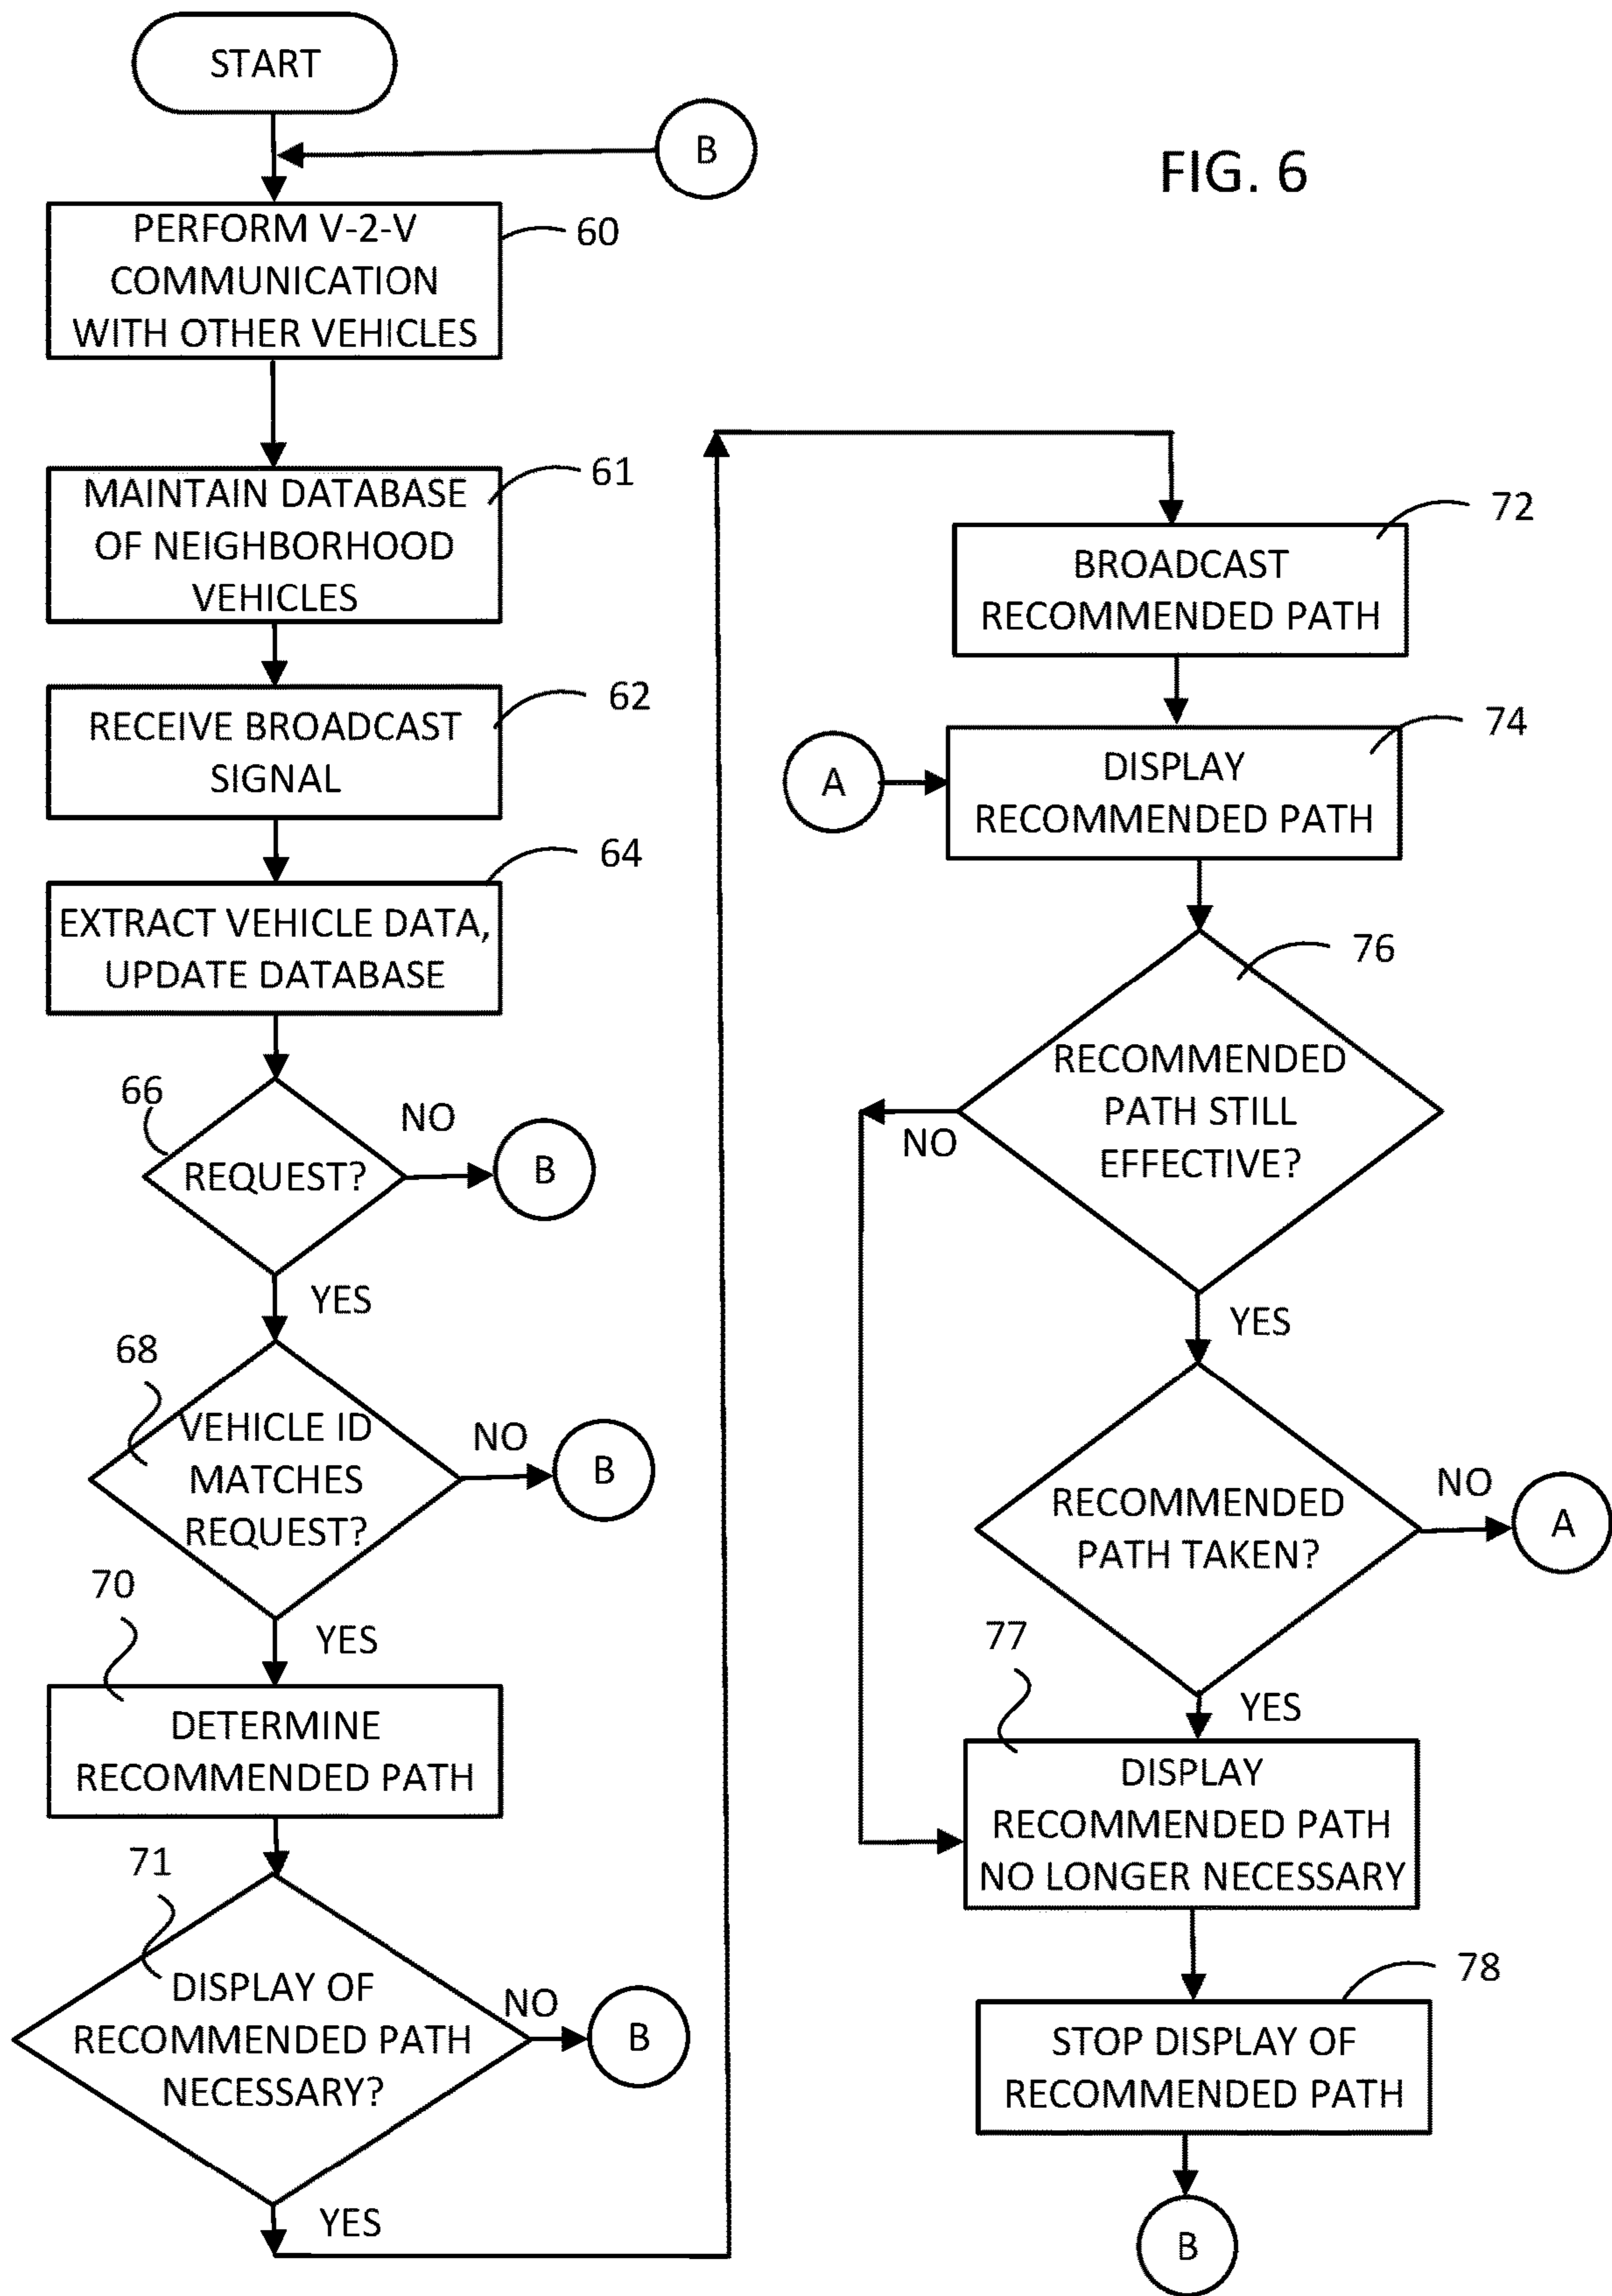 START
B
FIG. 6
PERFORM V-2-V
COMMUNICATION
WITH OTHER VEHICLES
60
MAINTAIN DATABASE
OF NEIGHBORHOOD
VEHICLES
61
RECEIVE BROADCAST
SIGNAL
62
EXTRACT VEHICLE DATA,
UPDATE DATABASE
64
66
REQUEST?
NO
B
YES
68
VEHICLE ID
MATCHES
REQUEST?
NO
B
YES
70
DETERMINE
RECOMMENDED PATH
71
DISPLAY OF
RECOMMENDED PATH
NECESSARY?
NO
B
YES
72
BROADCAST
RECOMMENDED PATH
74
A
DISPLAY
RECOMMENDED PATH
76
RECOMMENDED
PATH STILL
EFFECTIVE?
NO
YES
RECOMMENDED
PATH TAKEN?
NO
A
YES
77
DISPLAY
RECOMMENDED PATH
NO LONGER NECESSARY
78
STOP DISPLAY OF
RECOMMENDED PATH
B